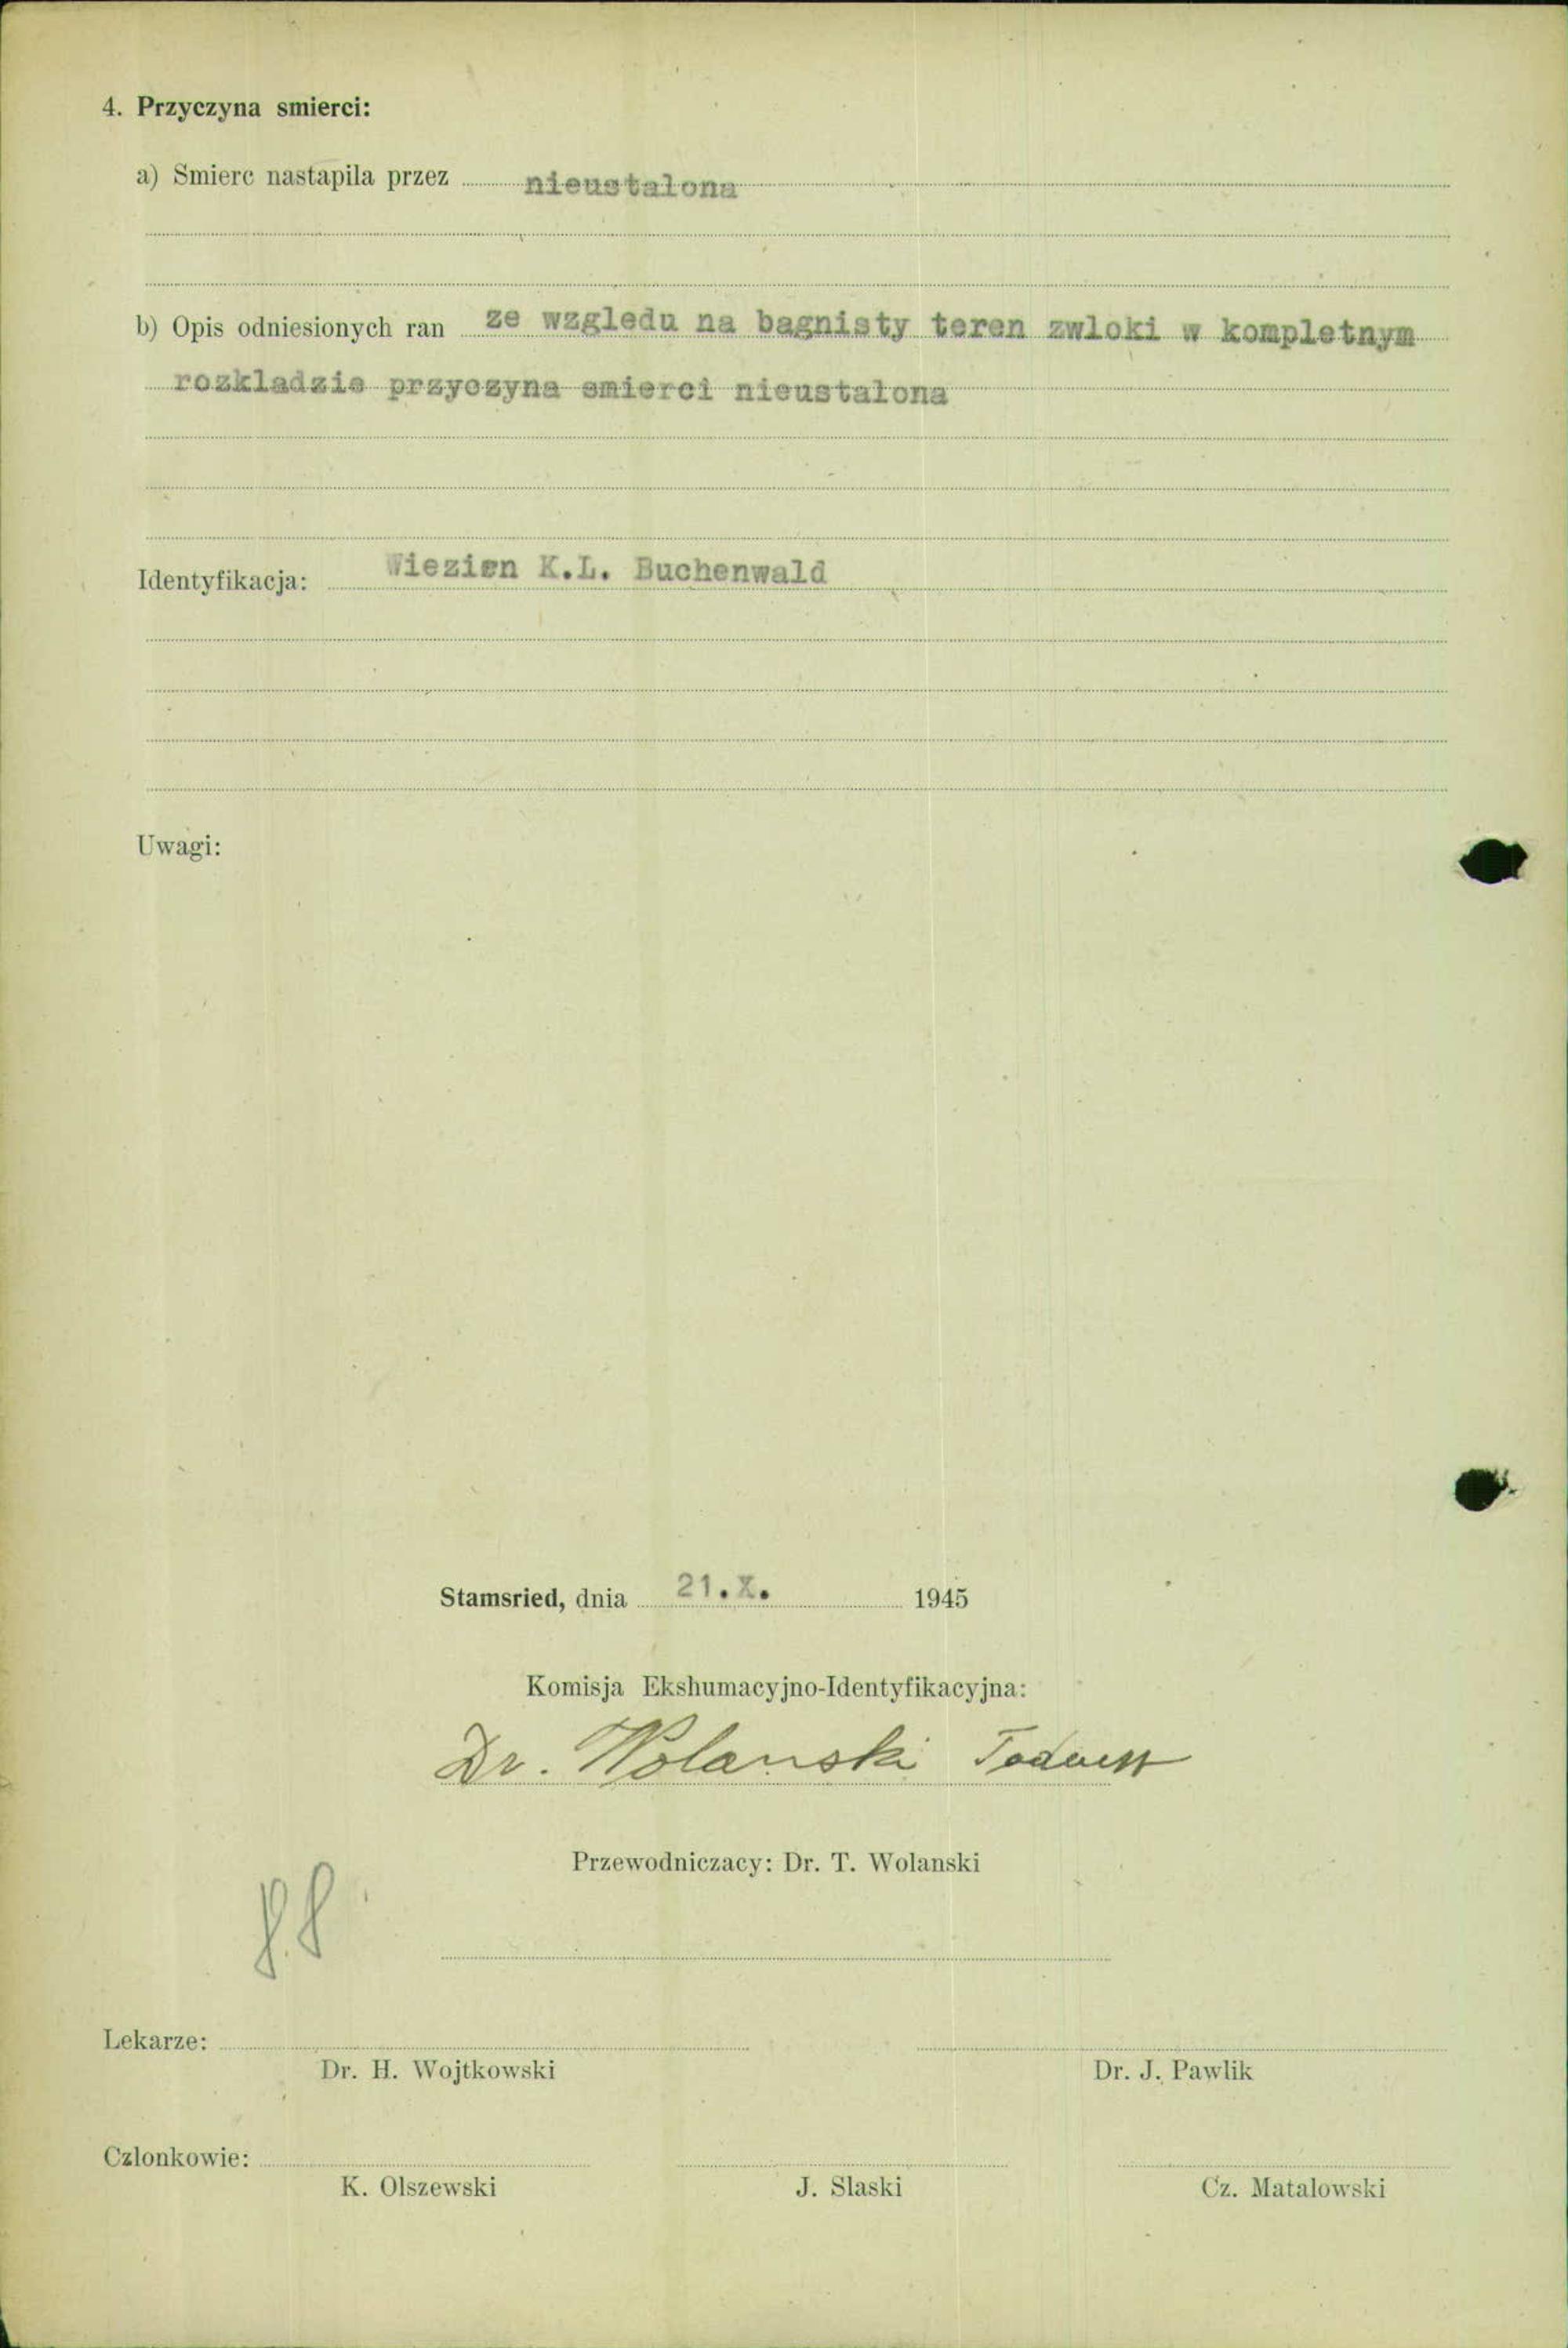 4. Przyczyna smierci:
a) Smierc nastapila przez nieustalona
b) Opis odniesionych ran ze wzgledu na bagnisty teren zwloki w kompletnym
rozkladzie przyczyna smierci nieustalona
Identyfikacja: Wiezien K.L. Buchenwald
Uwagi:
Stamsried, dnia 21.X. 1945
Komisja Ekshumacyjno-Identyfikacyjna:
Dr. Wolanski Tadeusz
Przewodniczacy: Dr. T. Wolanski
Lekarze:
Dr. H. Wojtkowski Dr. J. Pawlik
Czlonkowie:
K. Olszewski J. Slaski Cz. Matalowski